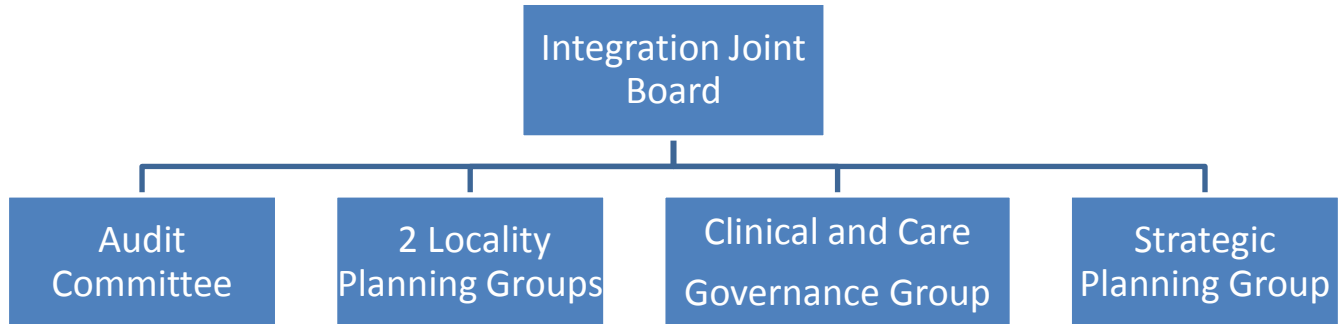 Integration Joint
Board
Audit
Committee
2 Locality
Planning Groups
Clinical and Care
Governance Group
Strategic
Planning Group